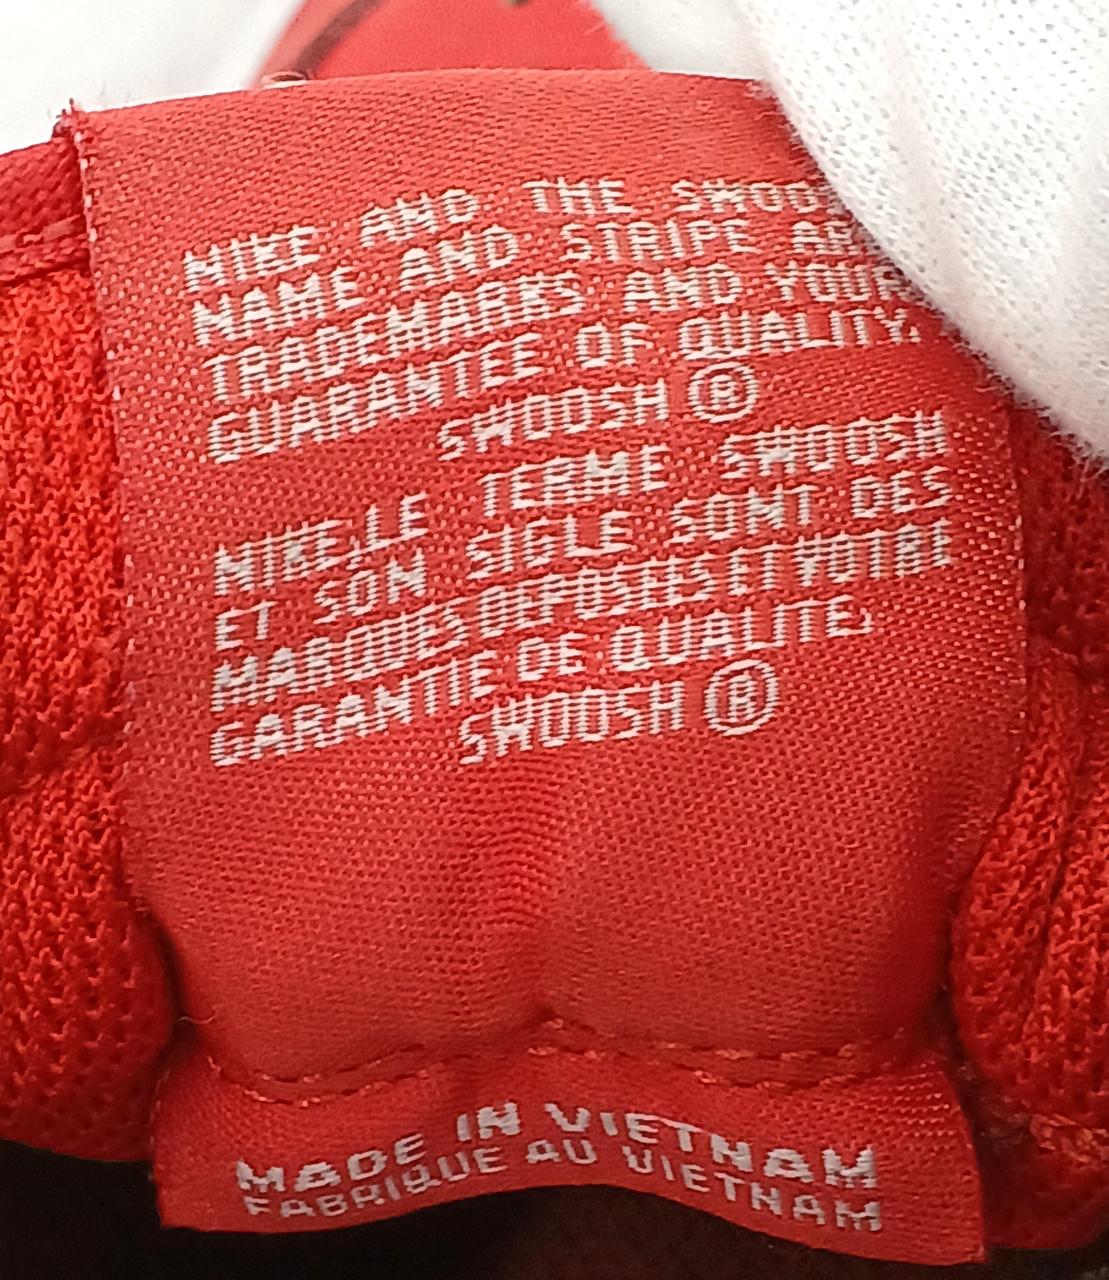 NIKE AND THE SWOOS
NAME AND STRIPE AR
TRADEMARKS AND YOUR
GUARANTEE OF QUALITY.
SWOOSH ®
NIKE,LE TERME SWOOSH
ET SON SIGLE SONT DES
MARQUES DEPOSEES ET VOTRE
GARANTIE DE QUALITE,
SWOOSH ®
MADE IN VIETNAM
FABRIQUE AU VIETNAM